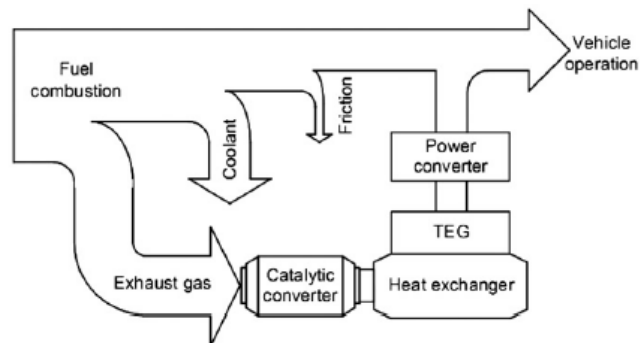 Vehicle
operation
Fuel
combustion
Coolant
Friction
Power
converter
TEG
Exhaust gas
Catalytic
converter
Heat exchanger